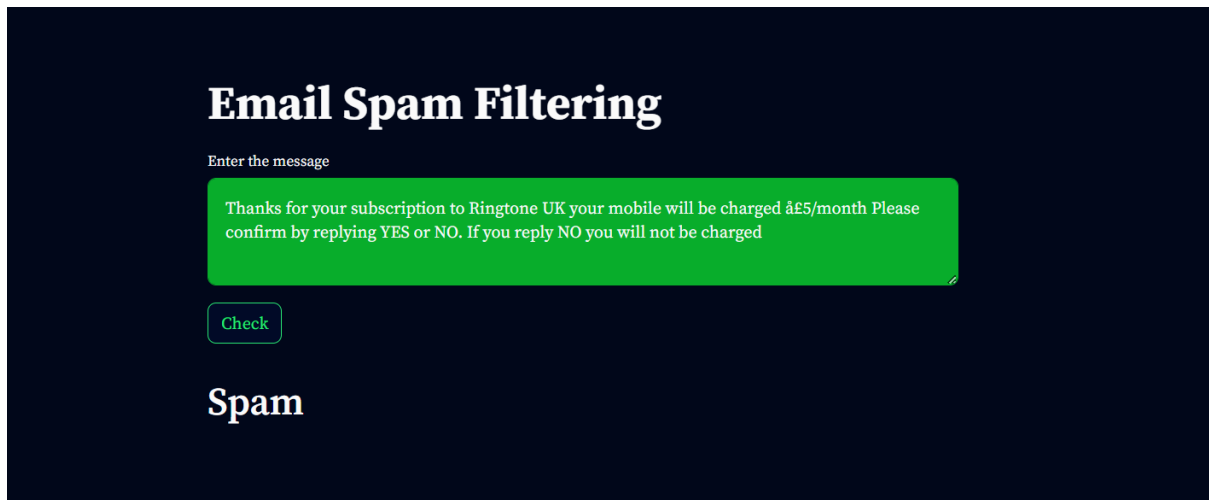 Email Spam Filtering
Enter the message
Thanks for your subscription to Ringtone UK your mobile will be charged å£5/month Please
confirm by replying YES or NO. If you reply NO you will not be charged
Check
Spam